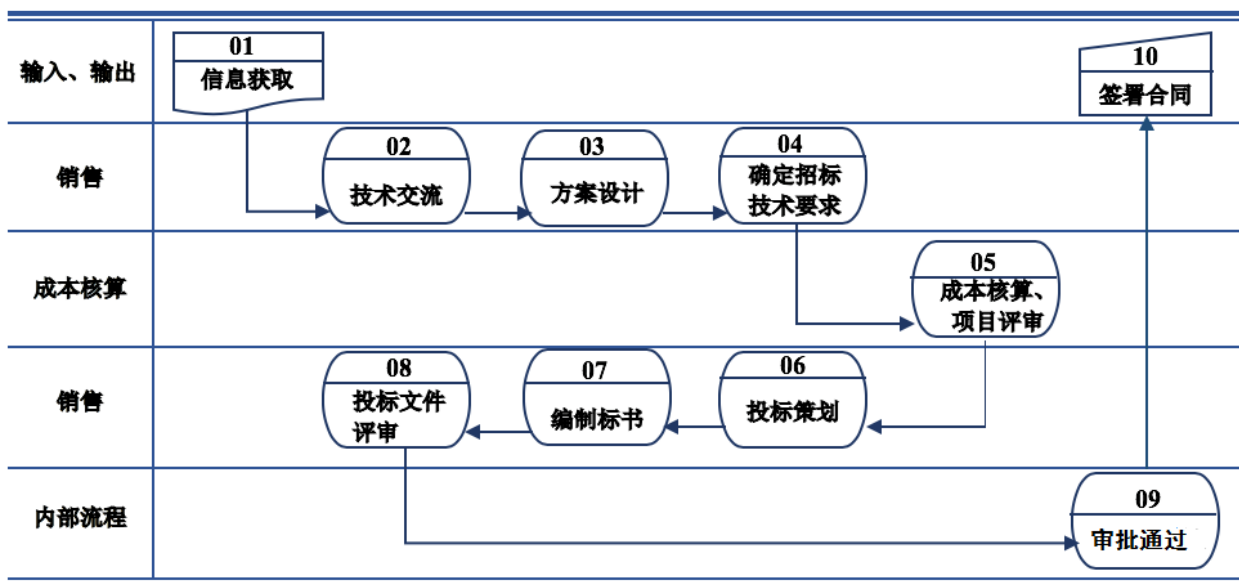 输入、输出
01
信息获取
10
签署合同
销售
02
技术交流
03
方案设计
04
确定招标
技术要求
成本核算
05
成本核算、
项目评审
销售
08
投标文件
评审
07
编制标书
06
投标策划
内部流程
09
审批通过